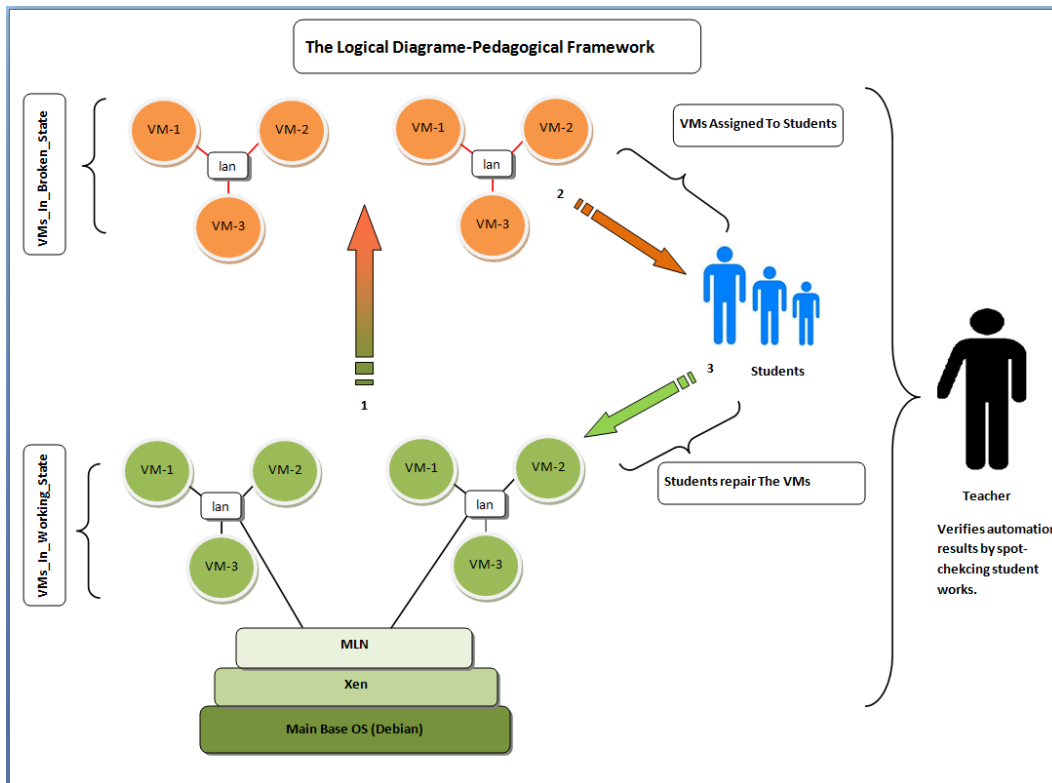 The Logical Diagrame-Pedagogical Framework
VMs_In_Broken_State
VM-1
VM-2
lan
VM-3
VM-1
VM-2
lan
VM-3
VMs Assigned To Students
2
1
3
Students
VMs_In_Working_State
VM-1
VM-2
lan
VM-3
VM-1
VM-2
lan
VM-3
Students repair The VMs
Teacher
Verifies automation
results by spot-
chekcing student
works.
MLN
Xen
Main Base OS (Debian)